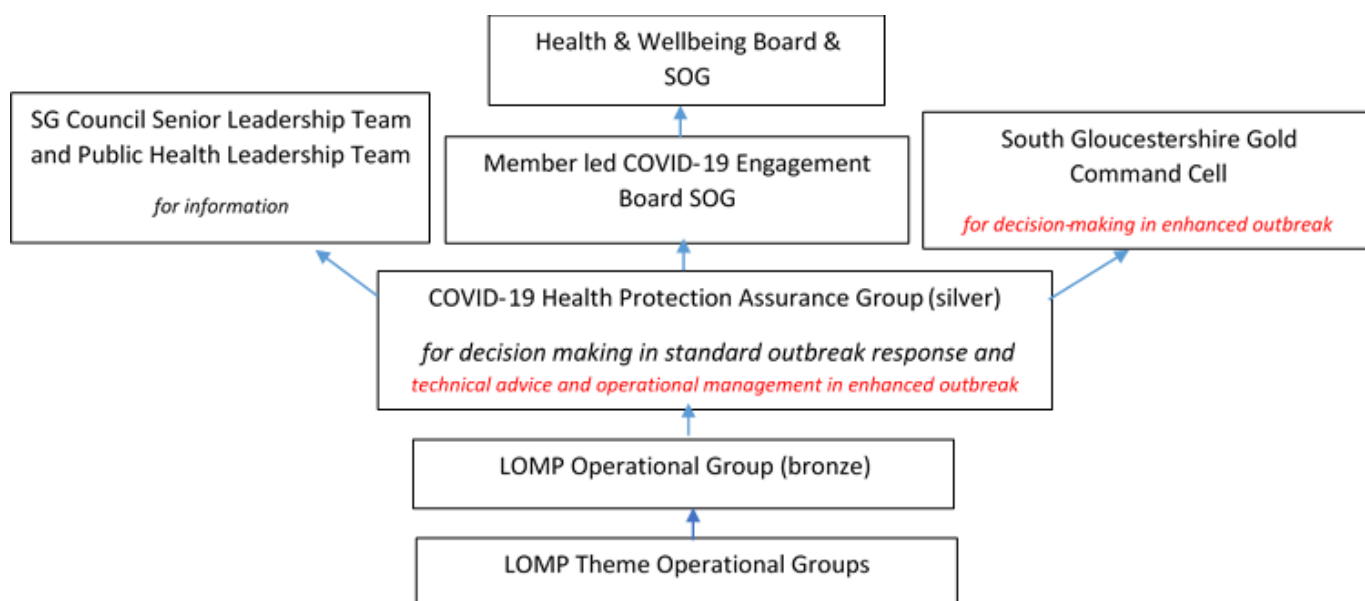 Health & Wellbeing Board &
SOG
SG Council Senior Leadership Team
and Public Health Leadership Team
for information
Member led COVID-19 Engagement
Board SOG
South Gloucestershire Gold
Command Cell
for decision-making in enhanced outbreak
COVID-19 Health Protection Assurance Group (silver)
for decision making in standard outbreak response and
technical advice and operational management in enhanced outbreak
LOMP Operational Group (bronze)
LOMP Theme Operational Groups